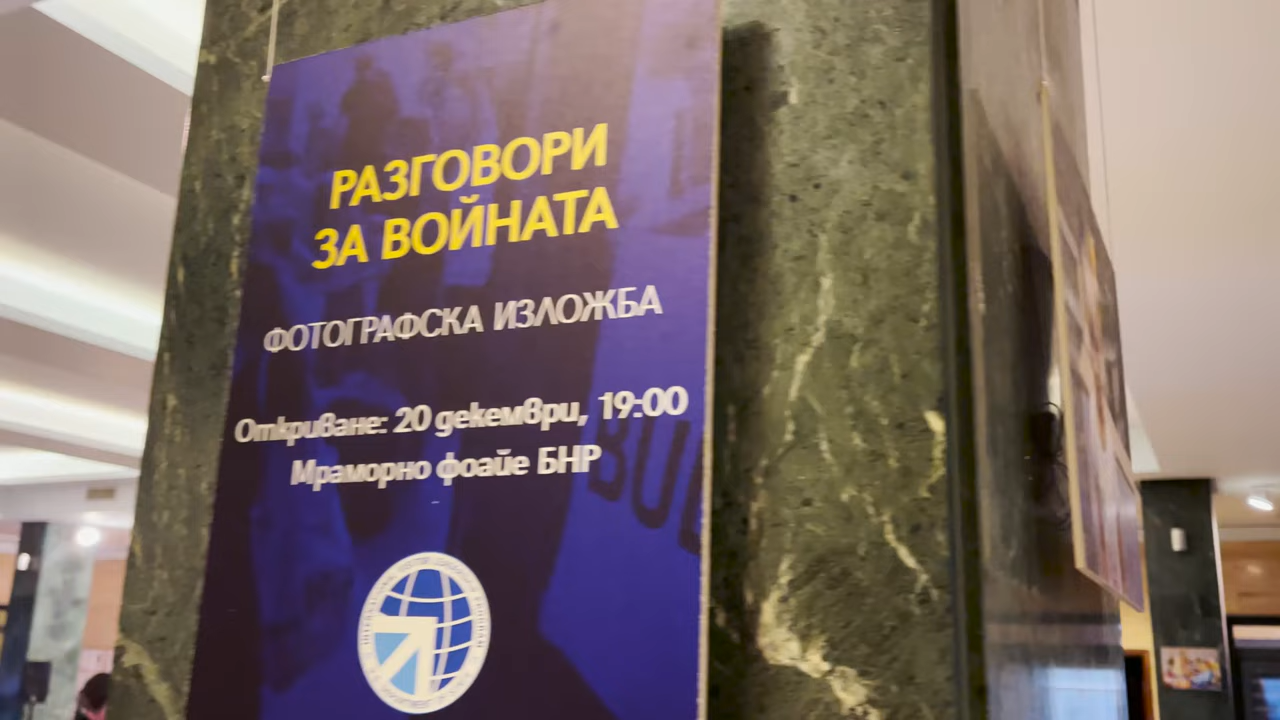 РАЗГОВОРИ
ЗА ВОЙНАТА
ФОТОГРАФСКА ИЗЛОЖБА
Откриване: 20 декември, 19:00
Мраморно фоайе БНР